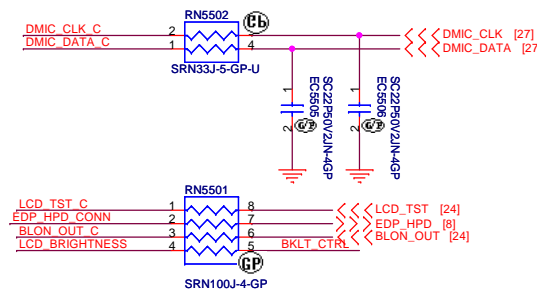 RN5502
Cb
DMIC_CLK_C 2 3 DMIC_CLK [27]
DMIC_DATA_C 1 4 DMIC_DATA [27
SRN33J-5-GP-U
1 1
EC5505
SC22P50V2JN-4GP
EC5506
SC22P50V2JN-4GP
2 G/P 2 G/P
RN5501
LCD_TST_C 1 8 LCD_TST [24]
EDP_HPD_CONN 2 7 EDP_HPD [8]
BLON_OUT_C 3 6 BLON_OUT [24]
LCD_BRIGHTNESS 4 5 BKLT_CTRL
GP
SRN100J-4-GP